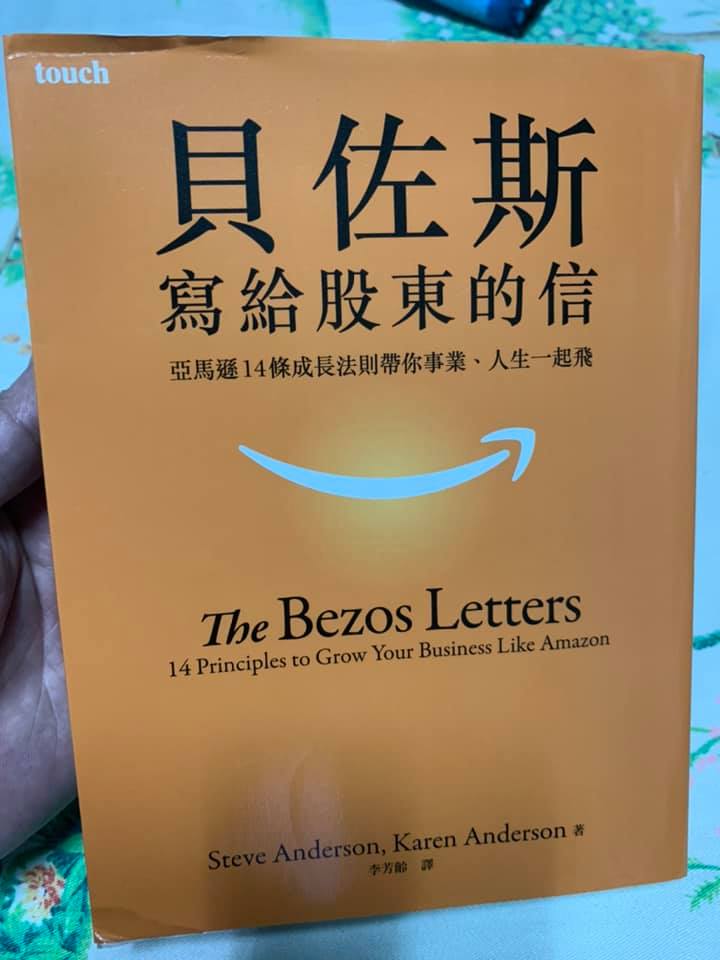 touch
貝佐斯
寫給股東的信
亞馬遜14條成長法則帶你事業、人生一起飛
The Bezos Letters
14 Principles to Grow Your Business Like Amazon
Steve Anderson, Karen Anderson 著
李芳齡 譯